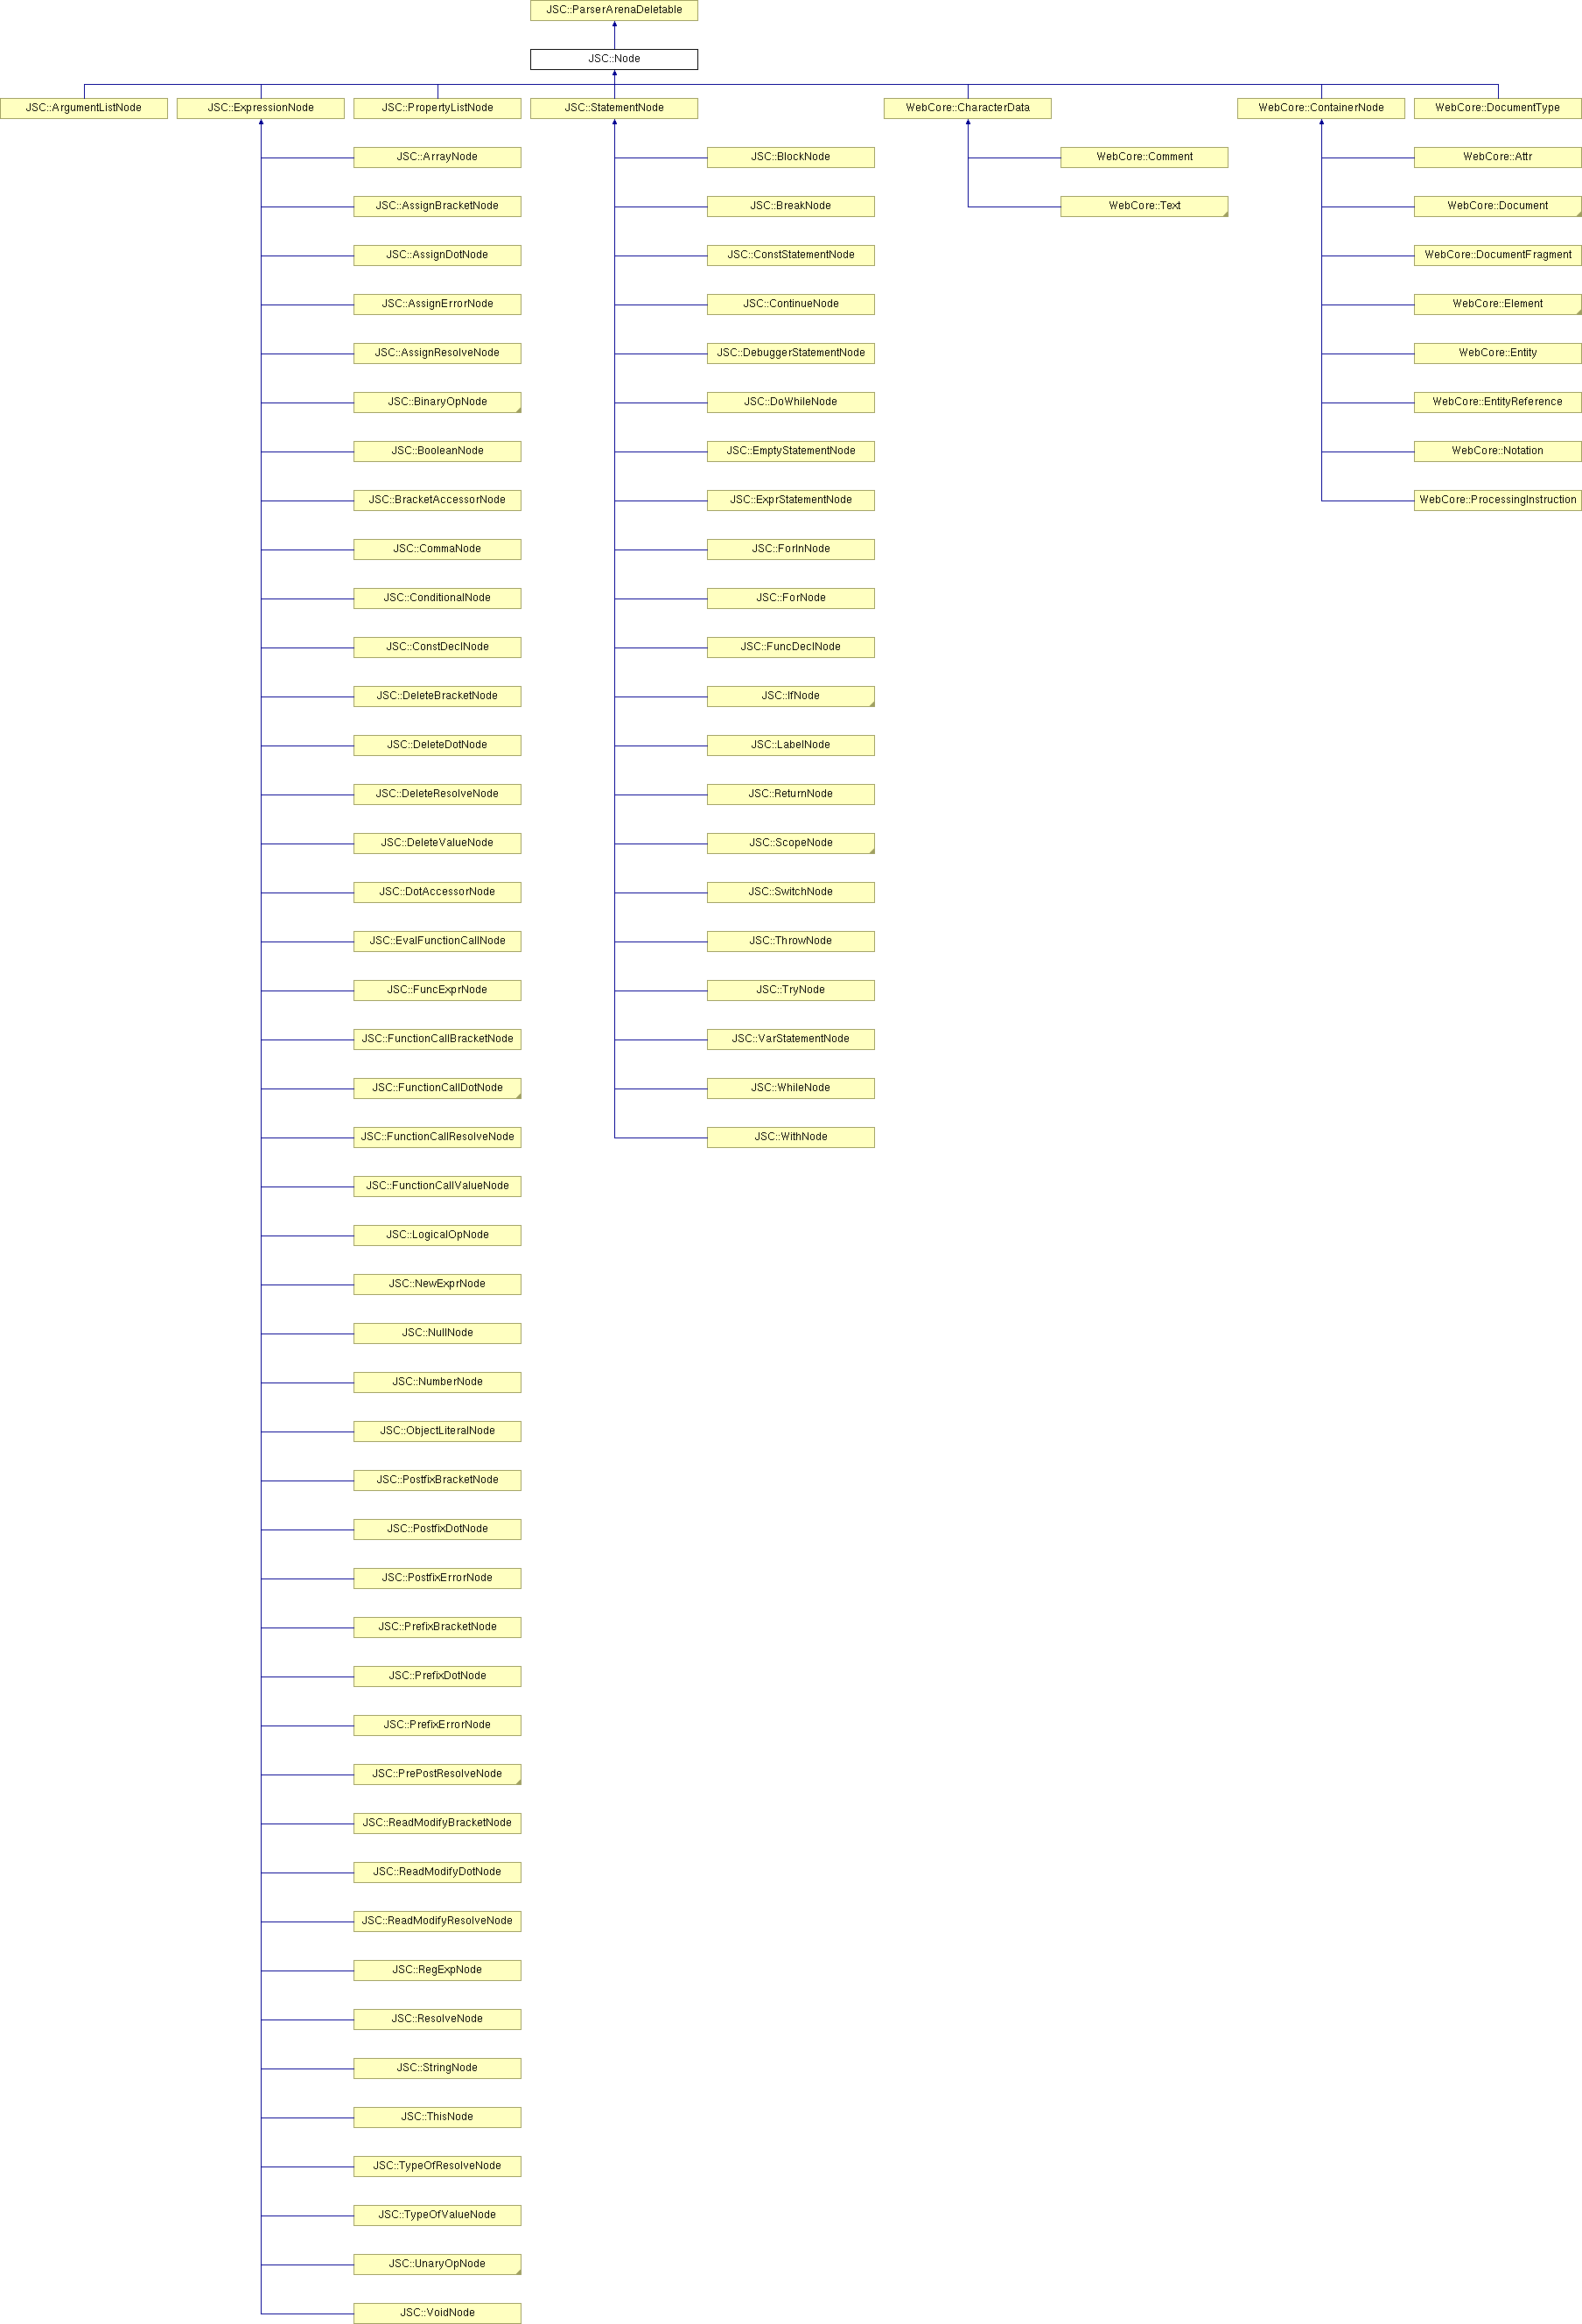 JSC::ParserArenaDeletable
JSC::Node
JSC::ArgumentListNode
JSC::ExpressionNode
JSC::PropertyListNode
JSC::StatementNode
WebCore::CharacterData
WebCore::ContainerNode
WebCore::DocumentType
JSC::ArrayNode
JSC::AssignBracketNode
JSC::AssignDotNode
JSC::AssignErrorNode
JSC::AssignResolveNode
JSC::BinaryOpNode
JSC::BooleanNode
JSC::BracketAccessorNode
JSC::CommaNode
JSC::ConditionalNode
JSC::ConstDeclNode
JSC::DeleteBracketNode
JSC::DeleteDotNode
JSC::DeleteResolveNode
JSC::DeleteValueNode
JSC::DotAccessorNode
JSC::EvalFunctionCallNode
JSC::FuncExprNode
JSC::FunctionCallBracketNode
JSC::FunctionCallDotNode
JSC::FunctionCallResolveNode
JSC::FunctionCallValueNode
JSC::LogicalOpNode
JSC::NewExprNode
JSC::NullNode
JSC::NumberNode
JSC::ObjectLiteralNode
JSC::PostfixBracketNode
JSC::PostfixDotNode
JSC::PostfixErrorNode
JSC::PrefixBracketNode
JSC::PrefixDotNode
JSC::PrefixErrorNode
JSC::PrePostResolveNode
JSC::ReadModifyBracketNode
JSC::ReadModifyDotNode
JSC::ReadModifyResolveNode
JSC::RegExpNode
JSC::ResolveNode
JSC::StringNode
JSC::ThisNode
JSC::TypeOfResolveNode
JSC::TypeOfValueNode
JSC::UnaryOpNode
JSC::VoidNode
JSC::BlockNode
JSC::BreakNode
JSC::ConstStatementNode
JSC::ContinueNode
JSC::DebuggerStatementNode
JSC::DoWhileNode
JSC::EmptyStatementNode
JSC::ExprStatementNode
JSC::ForInNode
JSC::ForNode
JSC::FuncDeclNode
JSC::IfNode
JSC::LabelNode
JSC::ReturnNode
JSC::ScopeNode
JSC::SwitchNode
JSC::ThrowNode
JSC::TryNode
JSC::VarStatementNode
JSC::WhileNode
JSC::WithNode
WebCore::Comment
WebCore::Text
WebCore::Attr
WebCore::Document
WebCore::DocumentFragment
WebCore::Element
WebCore::Entity
WebCore::EntityReference
WebCore::Notation
WebCore::ProcessingInstruction